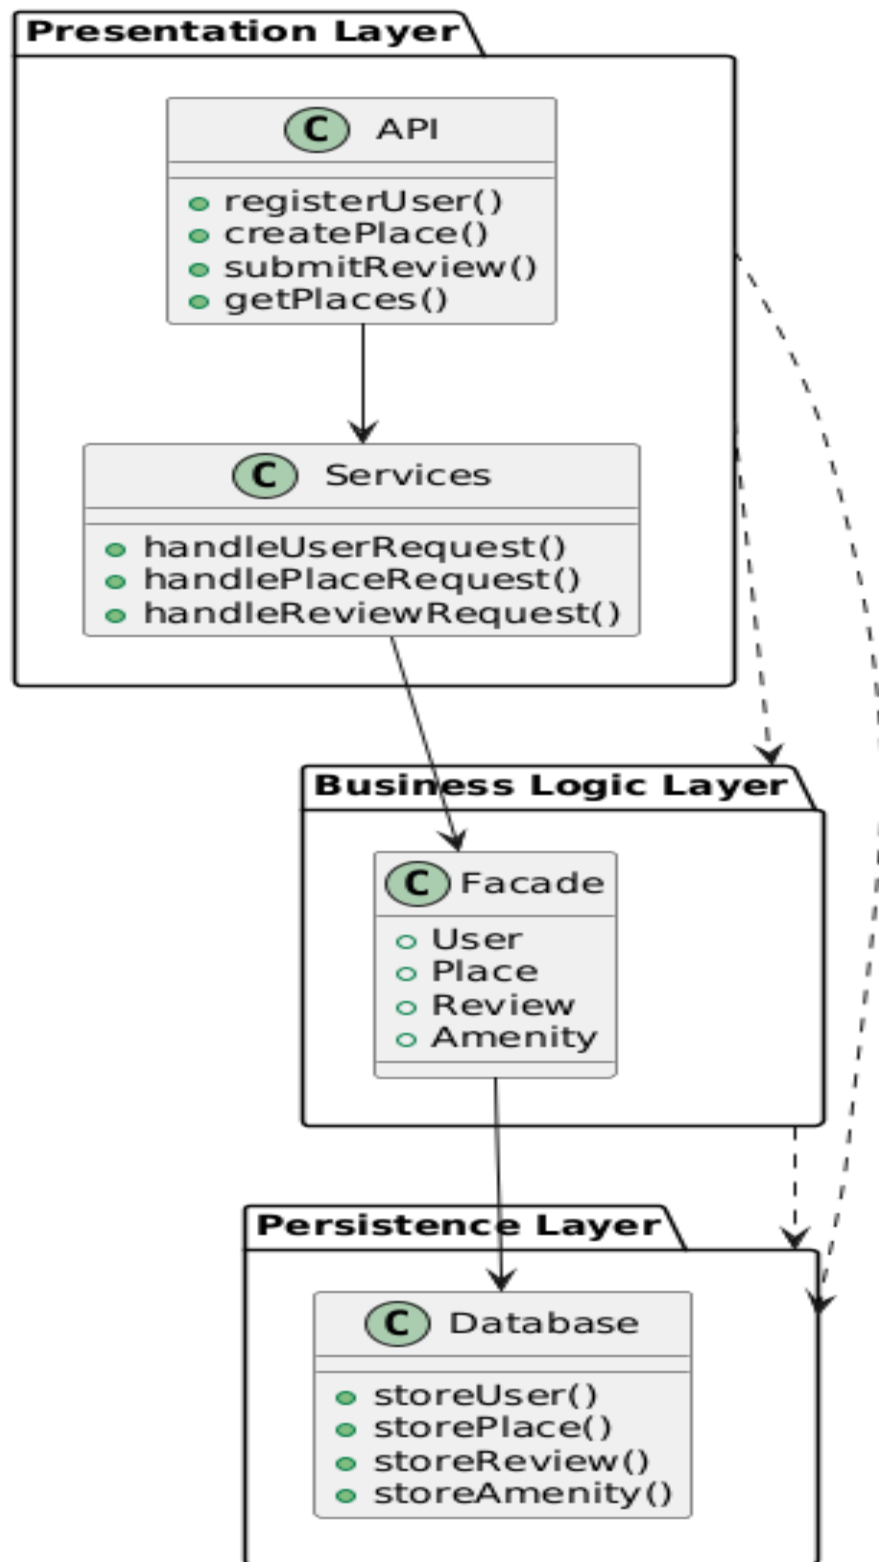 Presentation Layer
C API
registerUser()
createPlace()
submitReview()
getPlaces()
C Services
handleUserRequest()
handlePlaceRequest()
handleReviewRequest()
Business Logic Layer
C Facade
User
Place
Review
Amenity
Persistence Layer
C Database
storeUser()
storePlace()
storeReview()
storeAmenity()